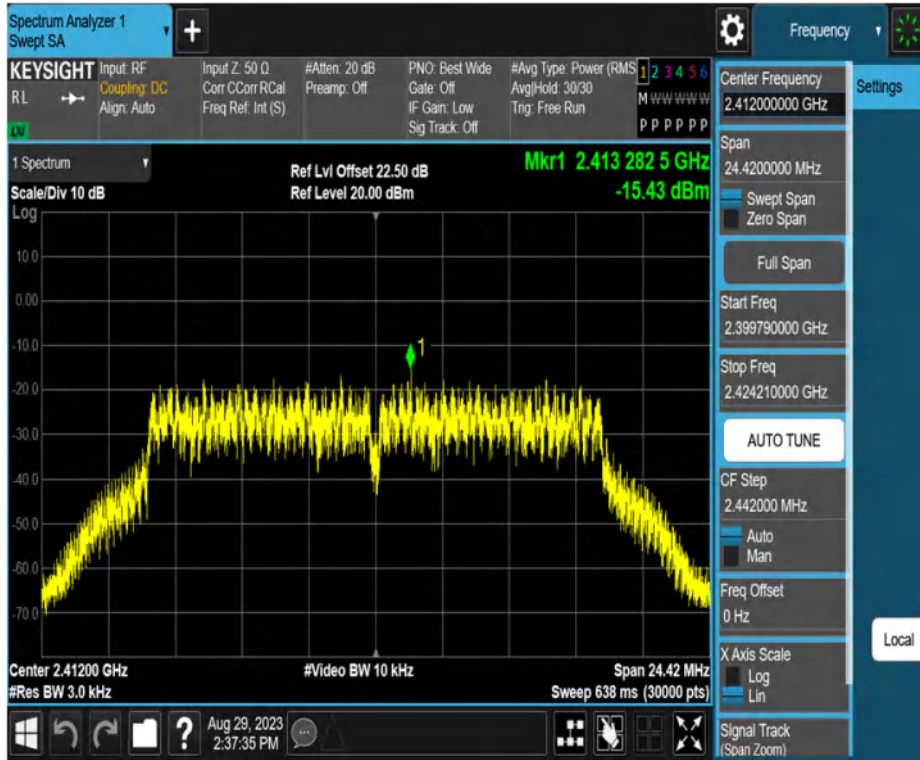 Spectrum Analyzer 1
Swept SA
+
Frequency
KEYSIGHT
R L
LXI
Input: RF
Coupling: DC
Align: Auto
Input Z: 50 Ω
Corr CCorr RCal
Freq Ref: Int (S)
#Atten: 20 dB
Preamp: Off
PNO: Best Wide
Gate: Off
IF Gain: Low
Sig Track: Off
#Avg Type: Power (RMS
Avg|Hold: 30/30
Trig: Free Run
1 2 3 4 5 6
M W W W W W
P P P P P P
1 Spectrum
Scale/Div 10 dB
Log
Ref Lvl Offset 22.50 dB
Ref Level 20.00 dBm
Mkr1 2.413 282 5 GHz
-15.43 dBm
10.0
0.00
-10.0
-20.0
-30.0
-40.0
-50.0
-60.0
-70.0
1
Center 2.41200 GHz
#Res BW 3.0 kHz
#Video BW 10 kHz
Span 24.42 MHz
Sweep 638 ms (30000 pts)
?
Aug 29, 2023
2:37:35 PM
Center Frequency
2.412000000 GHz
Span
24.4200000 MHz
Swept Span
Zero Span
Full Span
Start Freq
2.399790000 GHz
Stop Freq
2.424210000 GHz
AUTO TUNE
CF Step
2.442000 MHz
Auto
Man
Freq Offset
0 Hz
X Axis Scale
Log
Lin
Signal Track
(Span Zoom)
Settings
Local